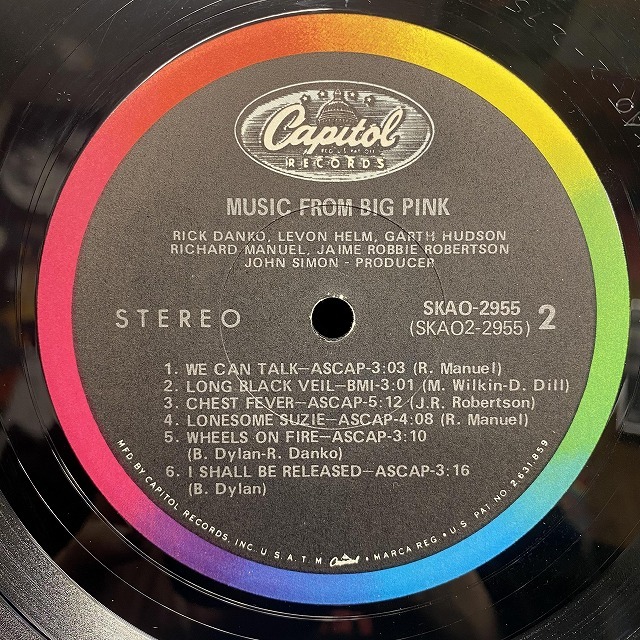 Capitol
REG. U.S. PAT. OFF.
RECORDS
MUSIC FROM BIG PINK
RICK DANKO, LEVON HELM, GARTH HUDSON
RICHARD MANUEL, JAIME ROBBIE ROBERTSON
JOHN SIMON - PRODUCER
STEREO
SKAO-2955
(SKAO2-2955)
2
1. WE CAN TALK—ASCAP-3:03 (R. Manuel)
2. LONG BLACK VEIL—BMI-3:01 (M. Wilkin-D. Dill)
3. CHEST FEVER—ASCAP-5:12 (J.R. Robertson)
4. LONESOME SUZIE—ASCAP-4:08 (R. Manuel)
5. WHEELS ON FIRE—ASCAP-3:10
(B. Dylan-R. Danko)
6. I SHALL BE RELEASED—ASCAP-3:16
(B. Dylan)
MFD. BY CAPITOL RECORDS, INC. U.S.A. T.M. Capitol • MARCA REG. • U.S. PAT. NO. 2,631,859